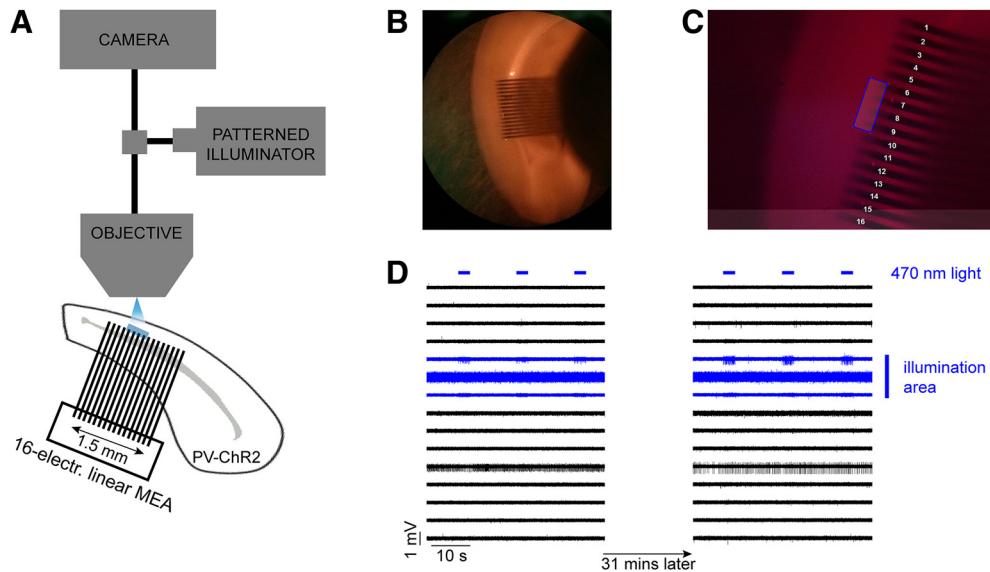 A
CAMERA
PATTERNED
ILLUMINATOR
OBJECTIVE
1.5 mm
16-electr. linear MEA
PV-ChR2
B
C
1
2
3
4
5
6
7
8
9
10
11
12
13
14
15
16
D
470 nm light
illumination
area
1 mV
10 s
31 mins later